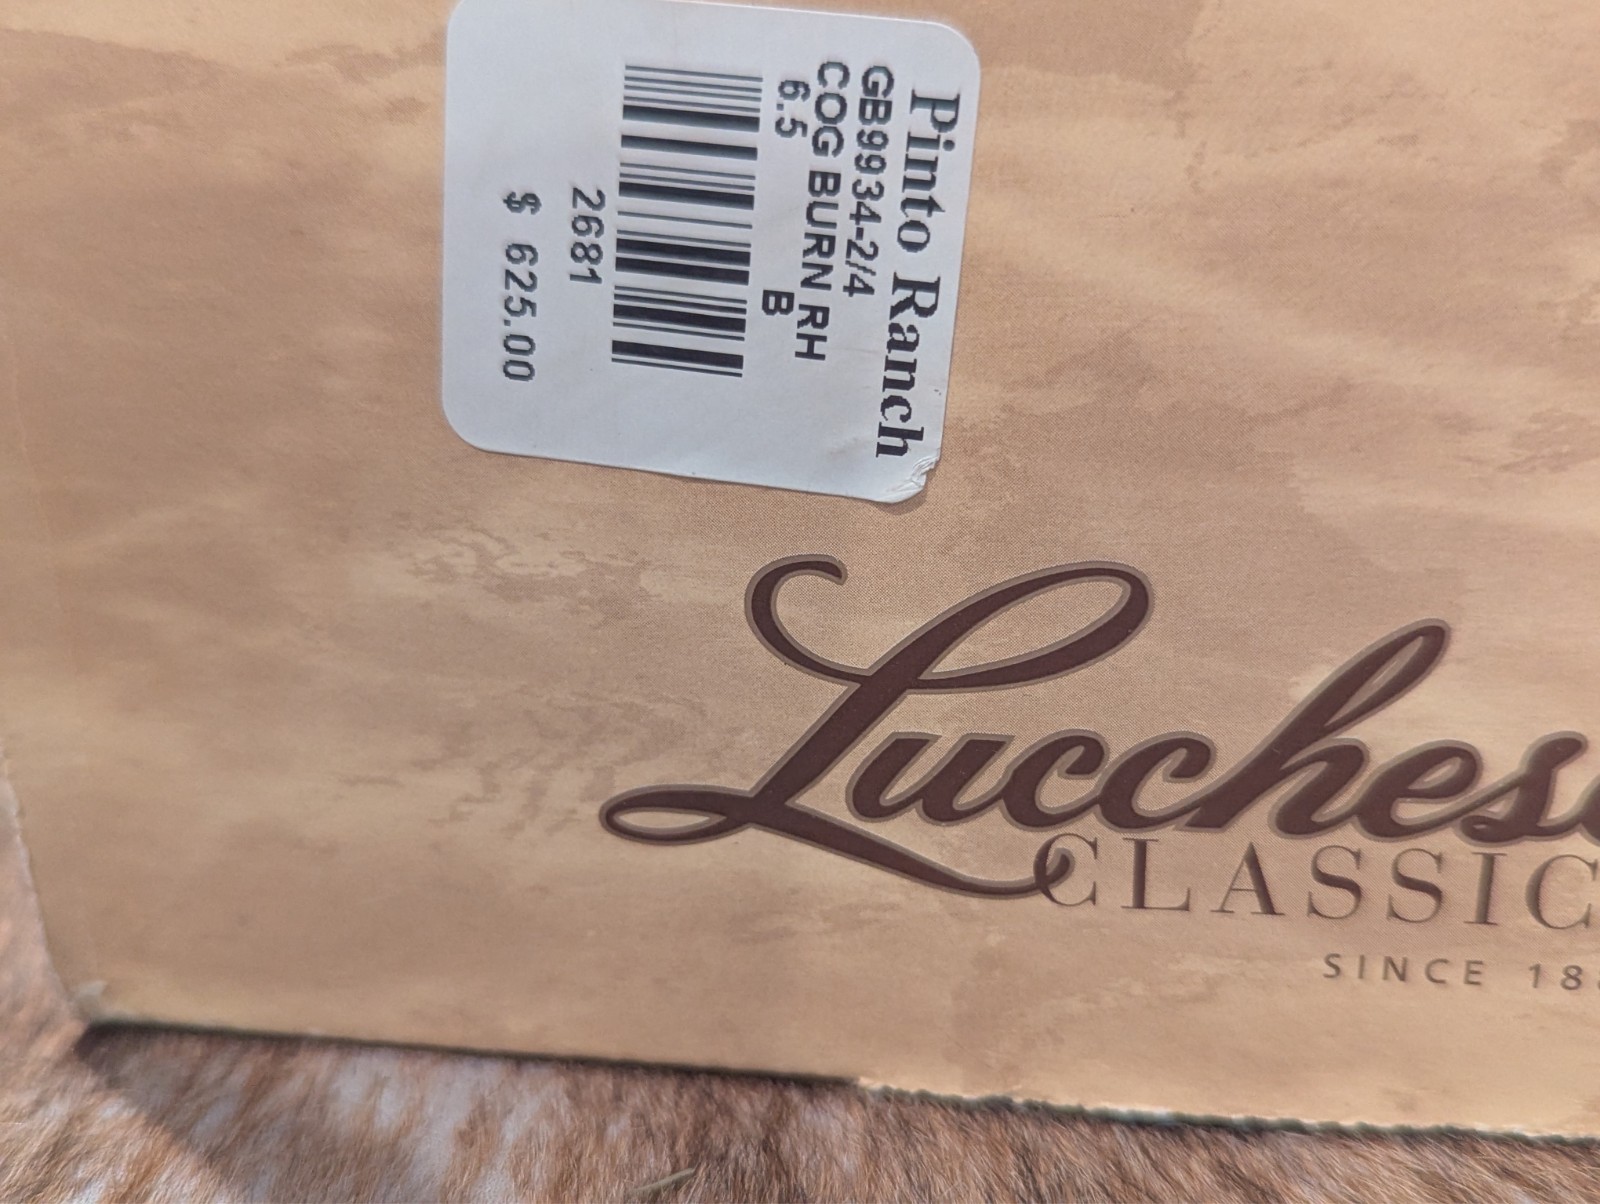 Pinto Ranch
GB9934-2/4
COG BURN RH
6.5 B
2681
$ 625.00
Lucchese
CLASSIC
SINCE 18